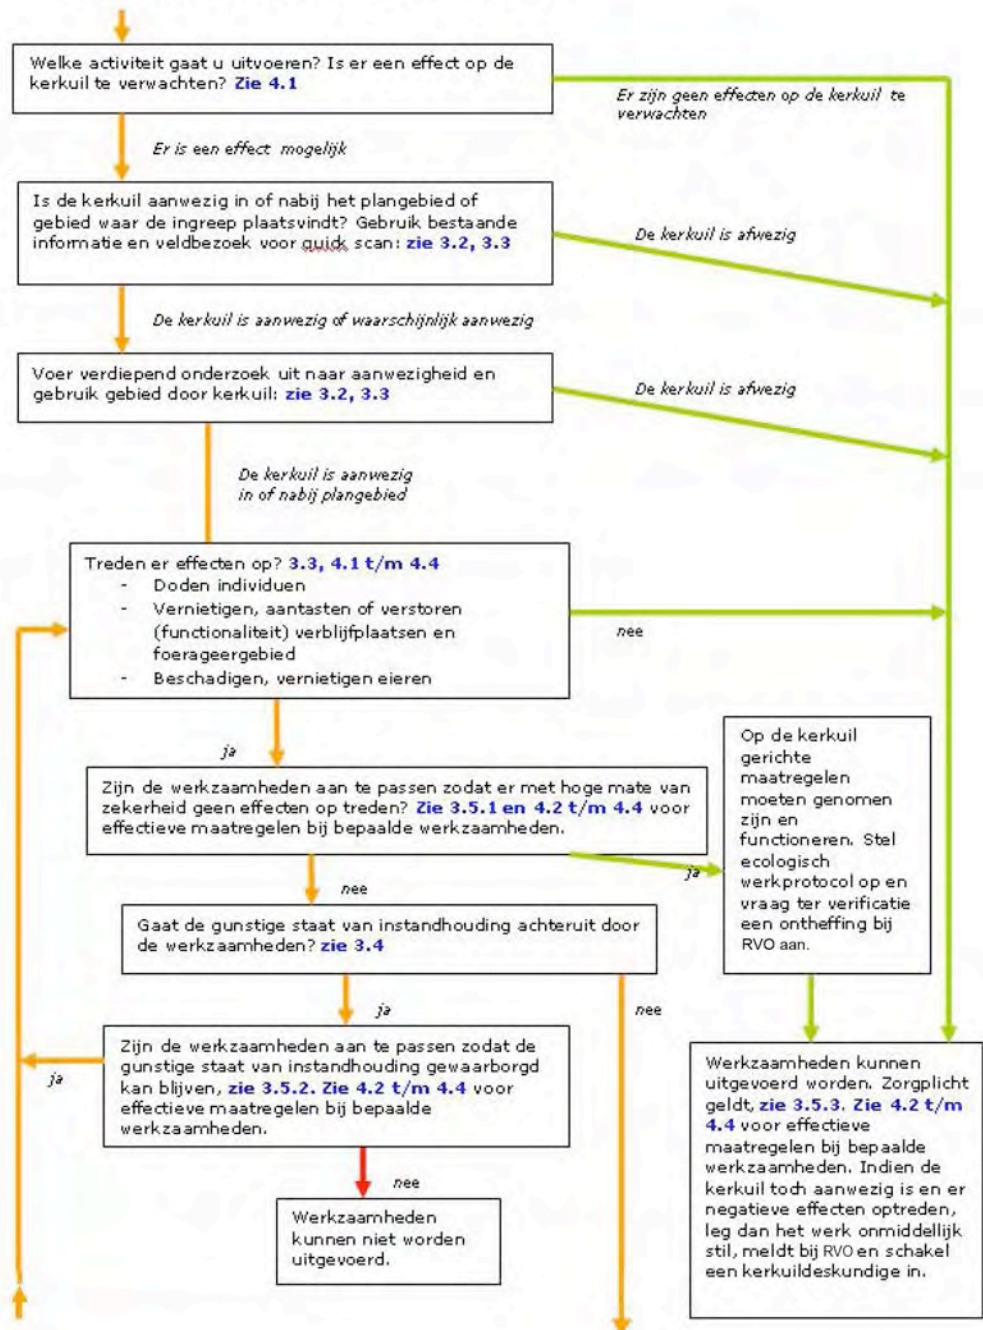 Welke activiteit gaat u uitvoeren? Is er een effect op de
kerkuil te verwachten? Zie 4.1
Er zijn geen effecten op de kerkuil te
verwachten
Er is een effect mogelijk
Is de kerkuil aanwezig in of nabij het plangebied of
gebied waar de ingreep plaatsvindt? Gebruik bestaande
informatie en veldbezoek voor quick scan: zie 3.2, 3.3
De kerkuil is afwezig
De kerkuil is aanwezig of waarschijnlijk aanwezig
Voer verdiepend onderzoek uit naar aanwezigheid en
gebruik gebied door kerkuil: zie 3.2, 3.3
De kerkuil is afwezig
De kerkuil is aanwezig
in of nabij plangebied
Treden er effecten op? 3.3, 4.1 t/m 4.4
- Doden individuen
- Vernietigen, aantasten of verstoren
(functionaliteit) verblijfplaatsen en
foerageergebied
- Beschadigen, vernietigen eieren
nee
ja
Zijn de werkzaamheden aan te passen zodat er met hoge mate van
zekerheid geen effecten op treden? Zie 3.5.1 en 4.2 t/m 4.4 voor
effectieve maatregelen bij bepaalde werkzaamheden.
ja
Op de kerkuil
gerichte
maatregelen
moeten genomen
zijn en
functioneren. Stel
ecologisch
werkprotocol op en
vraag ter verificatie
een ontheffing bij
RVO aan.
nee
Gaat de gunstige staat van instandhouding achteruit door
de werkzaamheden? zie 3.4
ja
nee
Zijn de werkzaamheden aan te passen zodat de
gunstige staat van instandhouding gewaarborgd
kan blijven, zie 3.5.2. Zie 4.2 t/m 4.4 voor
effectieve maatregelen bij bepaalde
werkzaamheden.
ja
nee
Werkzaamheden
kunnen niet worden
uitgevoerd.
Werkzaamheden kunnen
uitgevoerd worden. Zorgplicht
geldt, zie 3.5.3. Zie 4.2 t/m
4.4 voor effectieve
maatregelen bij bepaalde
werkzaamheden. Indien de
kerkuil toch aanwezig is en er
negatieve effecten optreden,
leg dan het werk onmiddellijk
stil, meldt bij RVO en schakel
een kerkuildeskundige in.